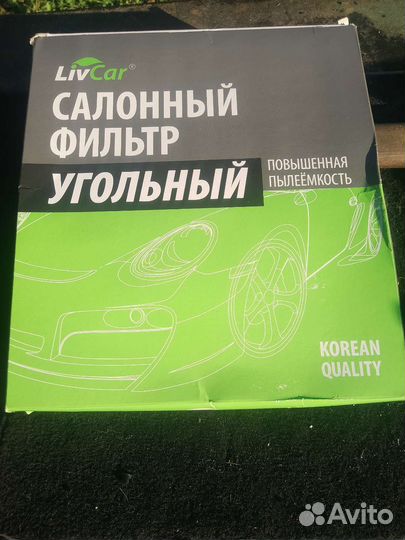 LivCar®
САЛОННЫЙ
ФИЛЬТР
УГОЛЬНЫЙ
ПОВЫШЕННАЯ
ПЫЛЕЁМКОСТЬ
KOREAN
QUALITY
Avito